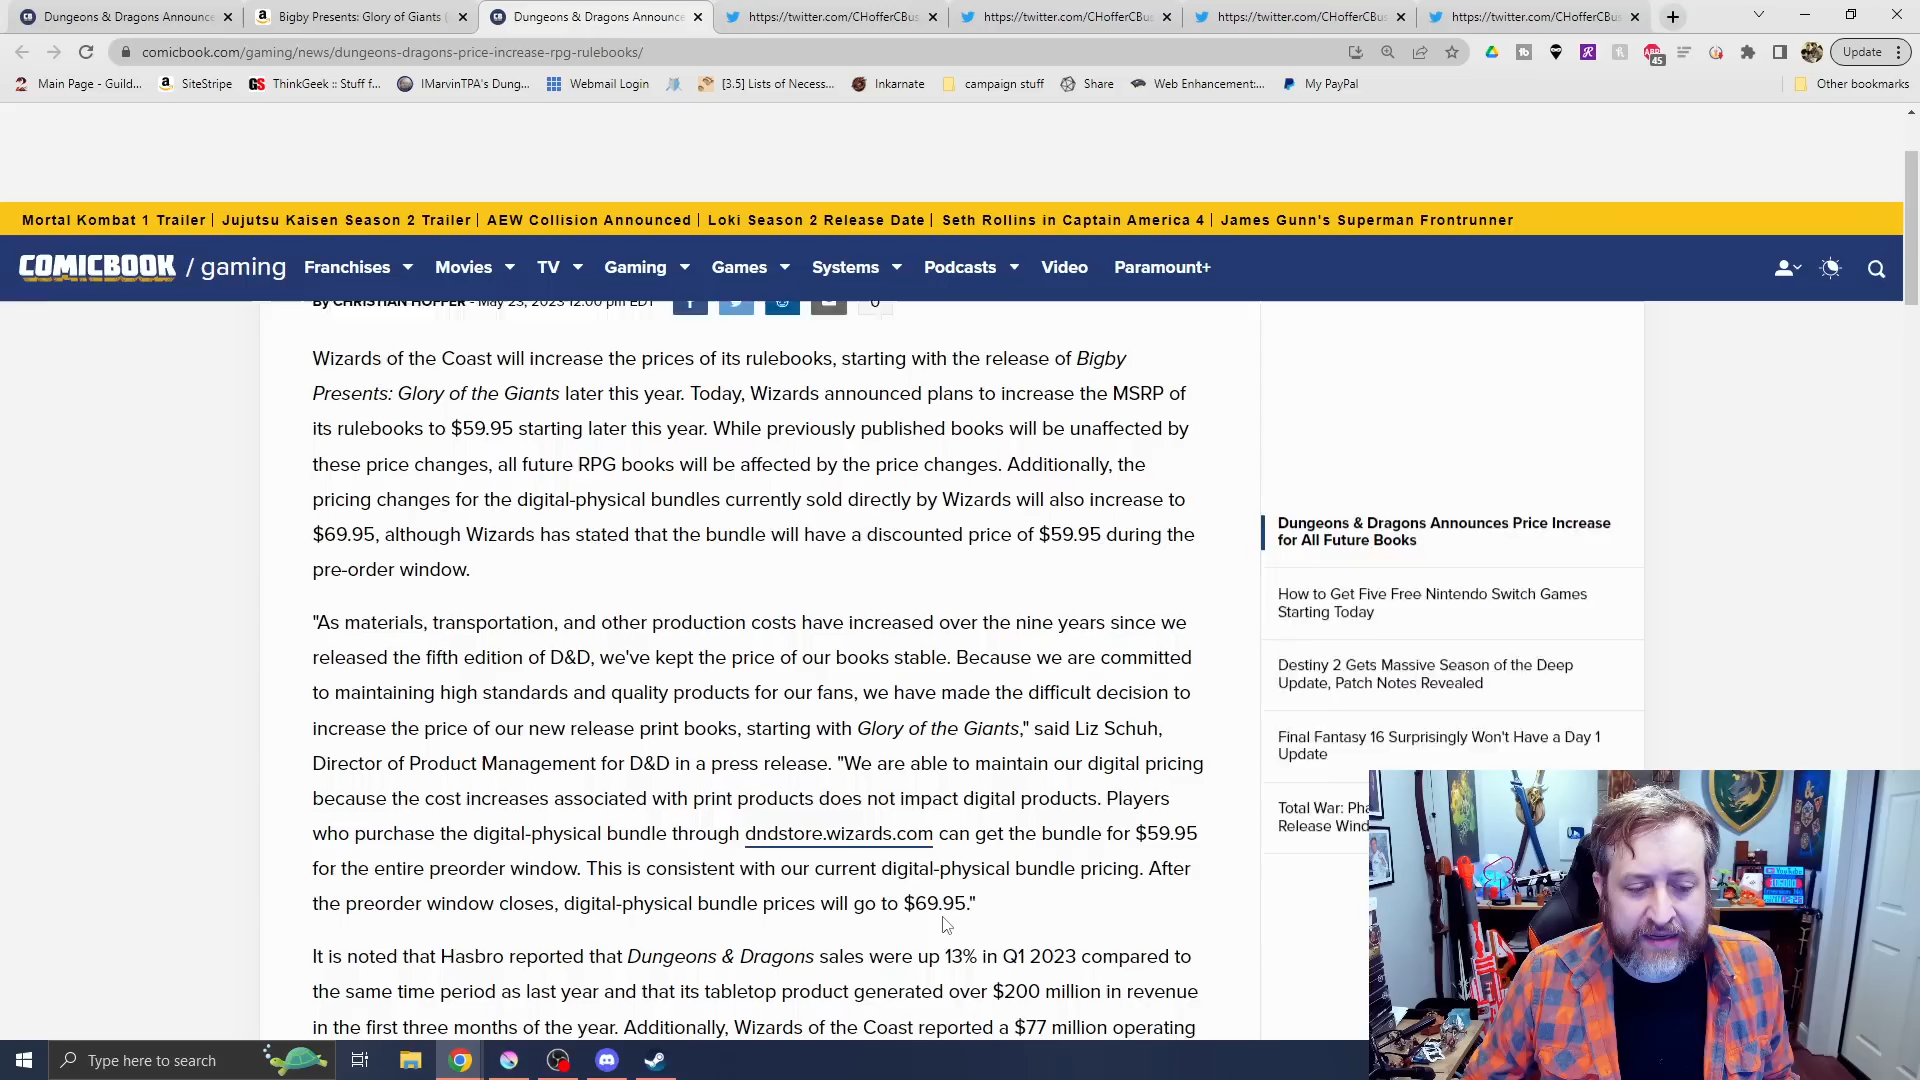 Dungeons & Dragons Announce
Bigby Presents: Glory of Giants (
Dungeons & Dragons Announce
https://twitter.com/CHofferCBus
https://twitter.com/CHofferCBus
https://twitter.com/CHofferCBus
https://twitter.com/CHofferCBus
comicbook.com/gaming/news/dungeons-dragons-price-increase-rpg-rulebooks/
45
Update
Main Page - Guild...
SiteStripe
ThinkGeek :: Stuff f...
IMarvinTPA's Dung...
Webmail Login
[3.5] Lists of Necess...
Inkarnate
campaign stuff
Share
Web Enhancement:...
My PayPal
Other bookmarks
Mortal Kombat 1 Trailer | Jujutsu Kaisen Season 2 Trailer | AEW Collision Announced | Loki Season 2 Release Date | Seth Rollins in Captain America 4 | James Gunn's Superman Frontrunner
COMICBOOK / gaming
Franchises
Movies
TV
Gaming
Games
Systems
Podcasts
Video
Paramount+
By CHRISTIAN HOFFER - May 23, 2023 12:00 pm EDT
0
Wizards of the Coast will increase the prices of its rulebooks, starting with the release of Bigby
Presents: Glory of the Giants later this year. Today, Wizards announced plans to increase the MSRP of
its rulebooks to $59.95 starting later this year. While previously published books will be unaffected by
these price changes, all future RPG books will be affected by the price changes. Additionally, the
pricing changes for the digital-physical bundles currently sold directly by Wizards will also increase to
$69.95, although Wizards has stated that the bundle will have a discounted price of $59.95 during the
pre-order window.
"As materials, transportation, and other production costs have increased over the nine years since we
released the fifth edition of D&D, we've kept the price of our books stable. Because we are committed
to maintaining high standards and quality products for our fans, we have made the difficult decision to
increase the price of our new release print books, starting with Glory of the Giants," said Liz Schuh,
Director of Product Management for D&D in a press release. "We are able to maintain our digital pricing
because the cost increases associated with print products does not impact digital products. Players
who purchase the digital-physical bundle through dndstore.wizards.com can get the bundle for $59.95
for the entire preorder window. This is consistent with our current digital-physical bundle pricing. After
the preorder window closes, digital-physical bundle prices will go to $69.95."
It is noted that Hasbro reported that Dungeons & Dragons sales were up 13% in Q1 2023 compared to
the same time period as last year and that its tabletop product generated over $200 million in revenue
in the first three months of the year. Additionally, Wizards of the Coast reported a $77 million operating
Dungeons & Dragons Announces Price Increase
for All Future Books
How to Get Five Free Nintendo Switch Games
Starting Today
Destiny 2 Gets Massive Season of the Deep
Update, Patch Notes Revealed
Final Fantasy 16 Surprisingly Won't Have a Day 1
Update
Total War: Pha
Release Wind
Type here to search